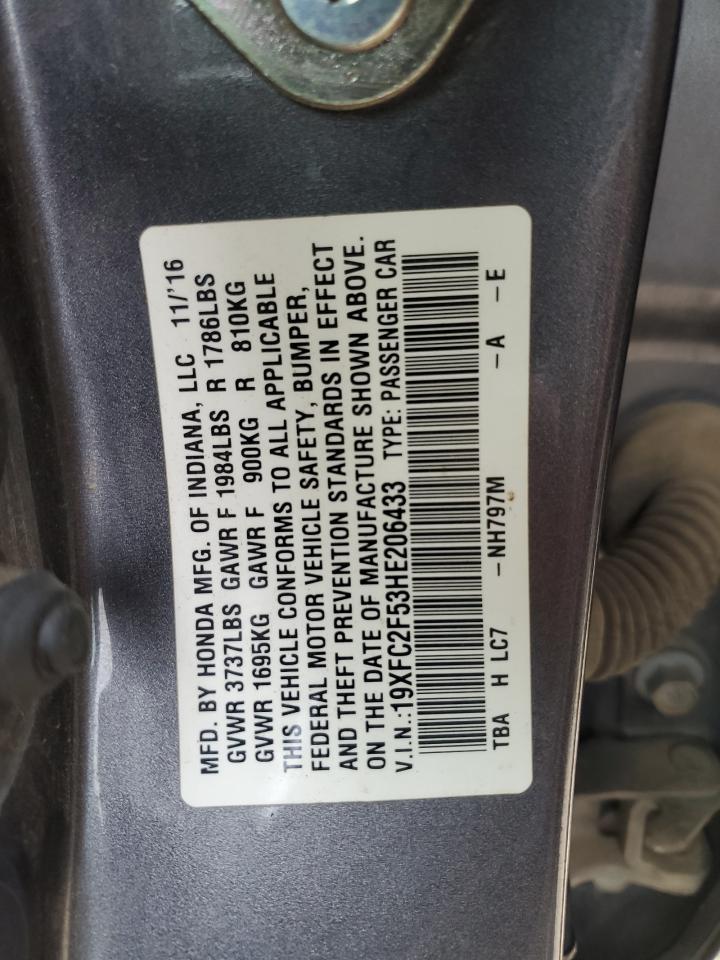 MFD. BY HONDA MFG. OF INDIANA, LLC 11/'16
GVWR 3737LBS GAWR F 1984LBS R 1786LBS
GVWR 1695KG GAWR F 900KG R 810KG
THIS VEHICLE CONFORMS TO ALL APPLICABLE
FEDERAL MOTOR VEHICLE SAFETY, BUMPER,
AND THEFT PREVENTION STANDARDS IN EFFECT
ON THE DATE OF MANUFACTURE SHOWN ABOVE.
V.I.N.:19XFC2F53HE206433 TYPE: PASSENGER CAR
TBA H LC7 -NH797M -A -E